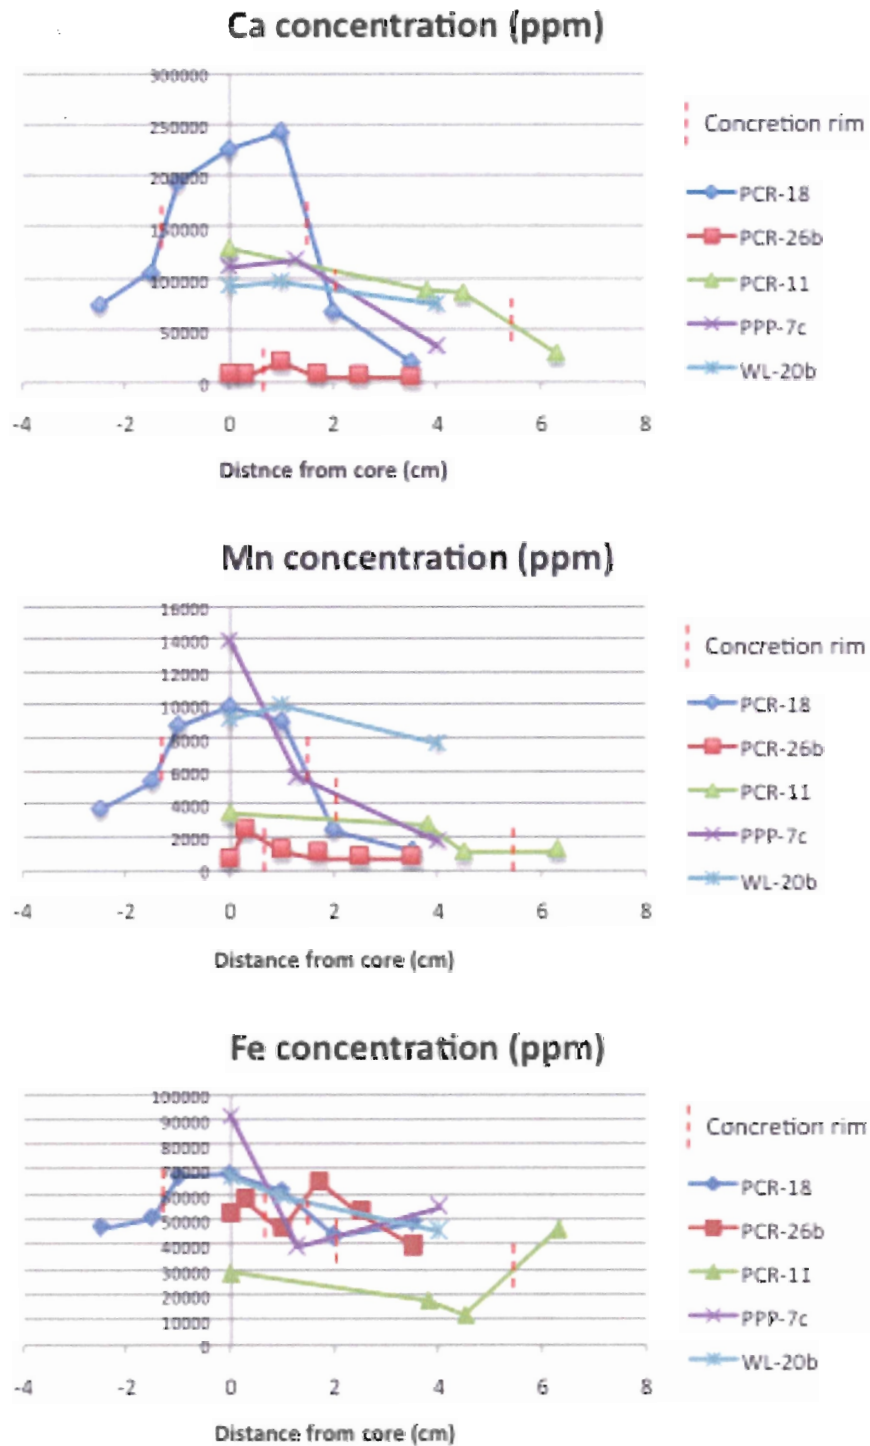 Ca concentration (ppm)
300000
250000
200000
150000
100000
50000
0
-4 -2 0 2 4 6 8
Distnce from core (cm)
Concretion rim
PCR-18
PCR-26b
PCR-11
PPP-7c
WL-20b
Mn concentration (ppm)
16000
14000
12000
10000
8000
6000
4000
2000
0
-4 -2 0 2 4 6 8
Distance from core (cm)
Concretion rim
PCR-18
PCR-26b
PCR-11
PPP-7c
WL-20b
Fe concentration (ppm)
100000
90000
80000
70000
60000
50000
40000
30000
20000
10000
0
-4 -2 0 2 4 6 8
Distance from core (cm)
Concretion rim
PCR-18
PCR-26b
PCR-11
PPP-7c
WL-20b